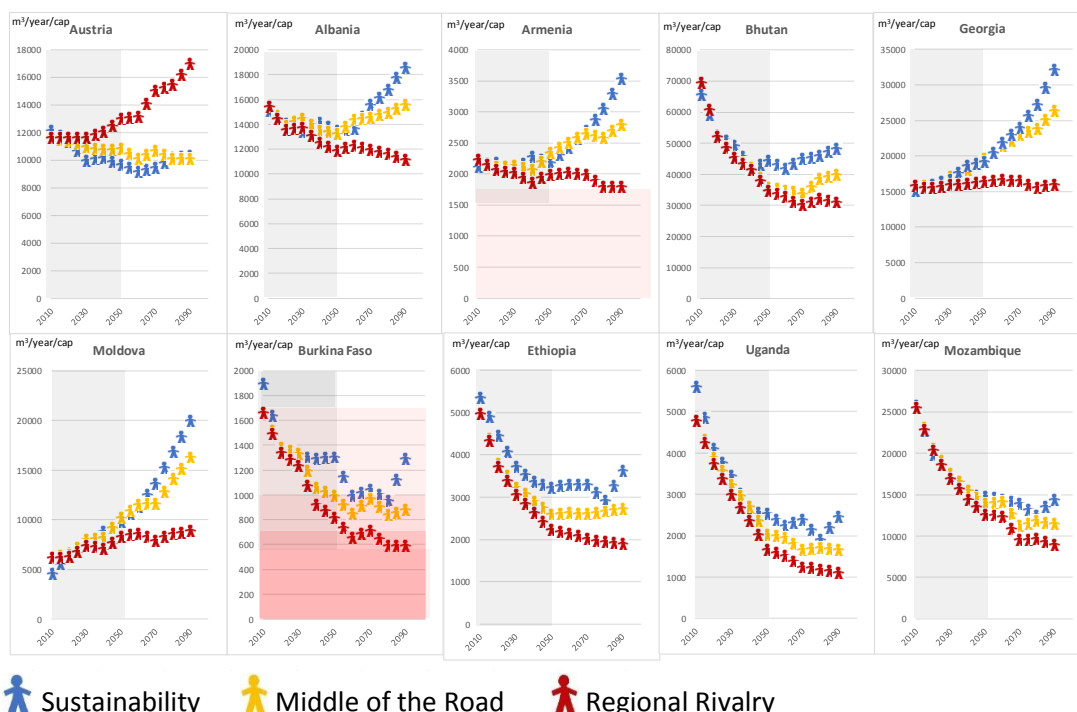 m³/year/cap
Austria
18000
16000
14000
12000
10000
8000
6000
4000
2000
0
2010 2030 2050 2070 2090
m³/year/cap
Albania
20000
18000
16000
14000
12000
10000
8000
6000
4000
2000
0
2010 2030 2050 2070 2090
m³/year/cap
Armenia
4000
3500
3000
2500
2000
1500
1000
500
0
2010 2030 2050 2070 2090
m³/year/cap
Bhutan
80000
70000
60000
50000
40000
30000
20000
10000
0
2010 2030 2050 2070 2090
m³/year/cap
Georgia
35000
30000
25000
20000
15000
10000
5000
0
2010 2030 2050 2070 2090
m³/year/cap
Moldova
25000
20000
15000
10000
5000
0
2010 2030 2050 2070 2090
m³/year/cap
Burkina Faso
2000
1800
1600
1400
1200
1000
800
600
400
200
0
2010 2030 2050 2070 2090
m³/year/cap
Ethiopia
6000
5000
4000
3000
2000
1000
0
2010 2030 2050 2070 2090
m³/year/cap
Uganda
6000
5000
4000
3000
2000
1000
0
2010 2030 2050 2070 2090
m³/year/cap
Mozambique
30000
25000
20000
15000
10000
5000
0
2010 2030 2050 2070 2090
Sustainability Middle of the Road Regional Rivalry